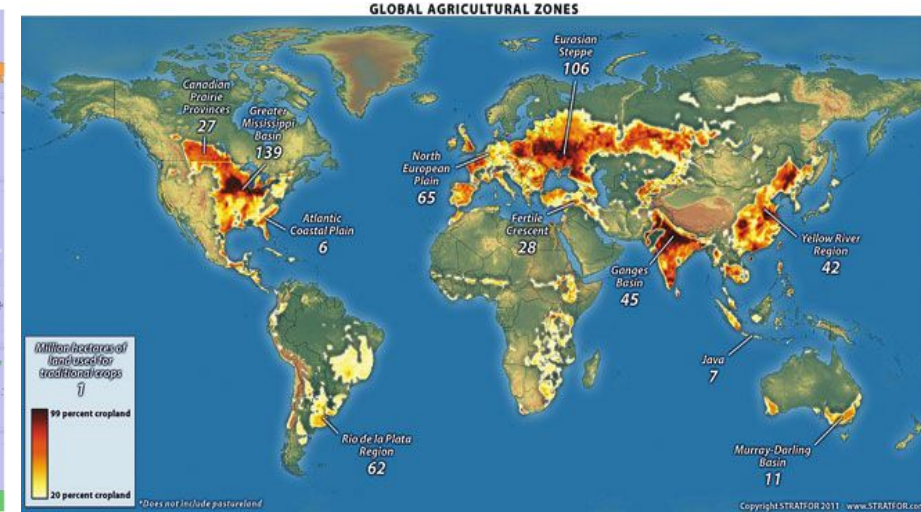 GLOBAL AGRICULTURAL ZONES
Eurasian
Steppe
106
Canadian
Prairie
Provinces
27
Greater
Mississippi
Basin
139
North
European
Plain
65
Atlantic
Coastal Plain
6
Fertile
Crescent
28
Yellow River
Region
42
Ganges
Basin
45
Java
7
Million hectares of
land used for
traditional crops
1
99 percent cropland
20 percent cropland
Rio de la Plata
Region
62
Murray-Darling
Basin
11
*Does not include pastureland
Copyright STRATFOR 2011 www.STRATFOR.com